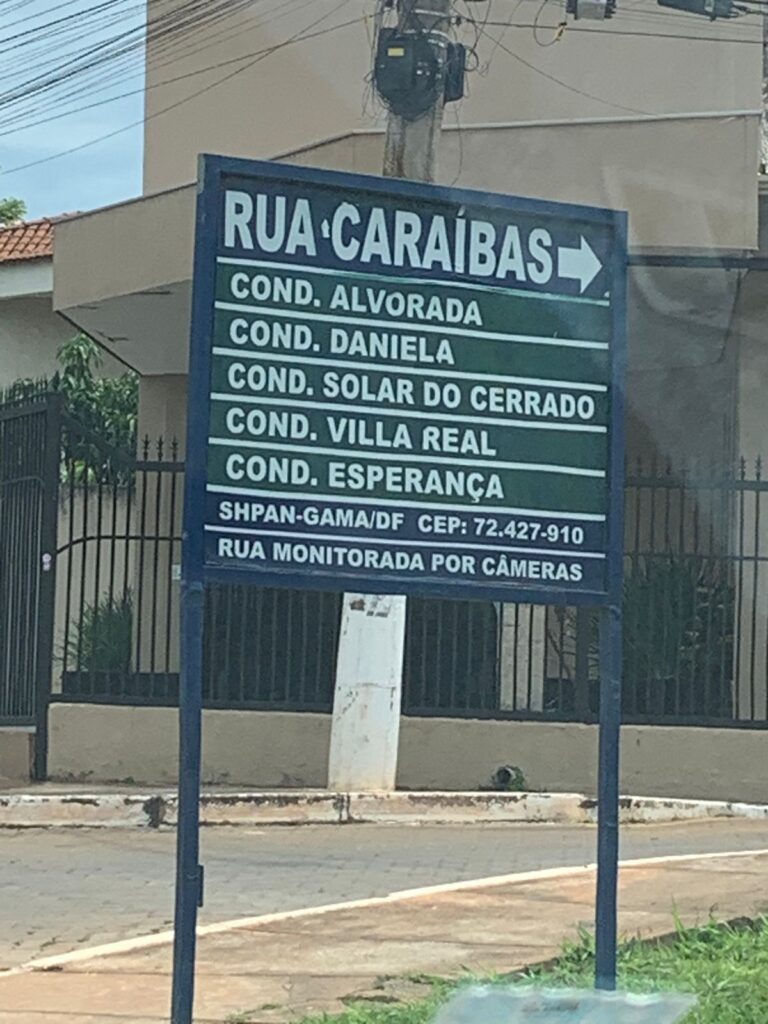 RUA CARAÍBAS
COND. ALVORADA
COND. DANIELA
COND. SOLAR DO CERRADO
COND. VILLA REAL
COND. ESPERANÇA
SHPAN-GAMA/DF CEP: 72.427-910
RUA MONITORADA POR CÂMERAS